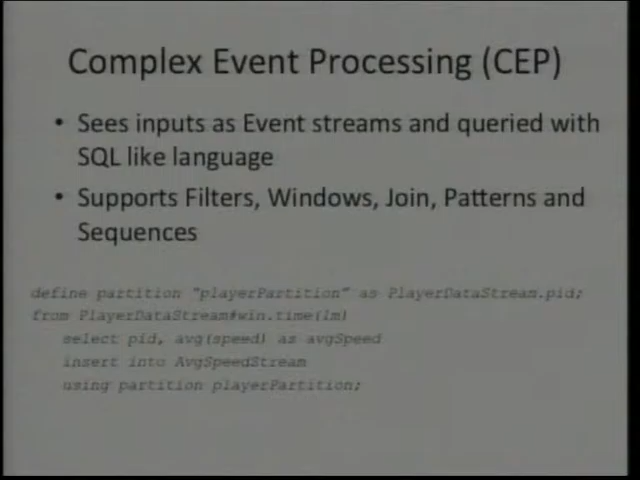 Complex Event Processing (CEP)
• Sees inputs as Event streams and queried with
SQL like language
• Supports Filters, Windows, Join, Patterns and
Sequences
define partition "playerPartition" as PlayerDataStream.pid;
from PlayerDataStream#win.time(1m)
select pid, avg(speed) as avgSpeed
insert into AvgSpeedStream
using partition playerPartition;